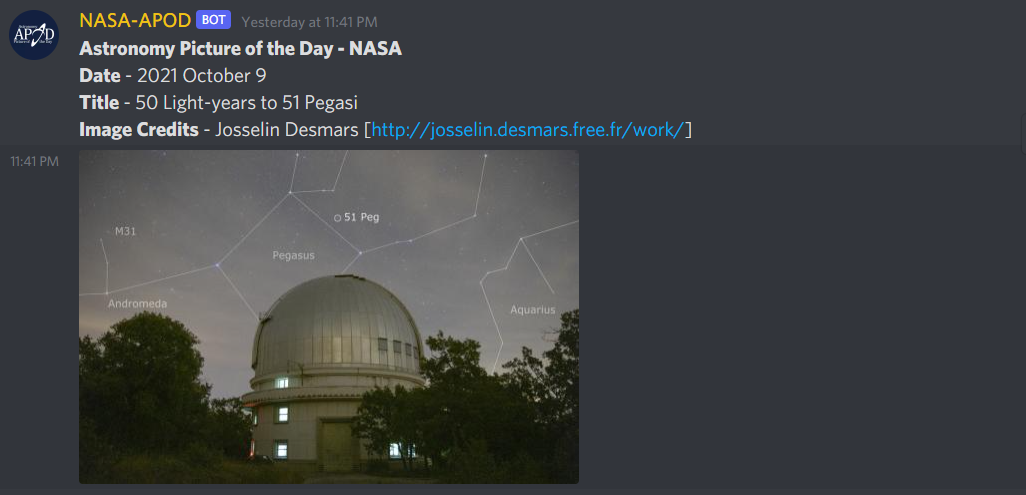 NASA-APOD BOT Yesterday at 11:41 PM
Astronomy Picture of the Day - NASA
Date - 2021 October 9
Title - 50 Light-years to 51 Pegasi
Image Credits - Josselin Desmars [http://josselin.desmars.free.fr/work/]
11:41 PM
51 Peg
M31
Pegasus
Andromeda
Aquarius
APOD